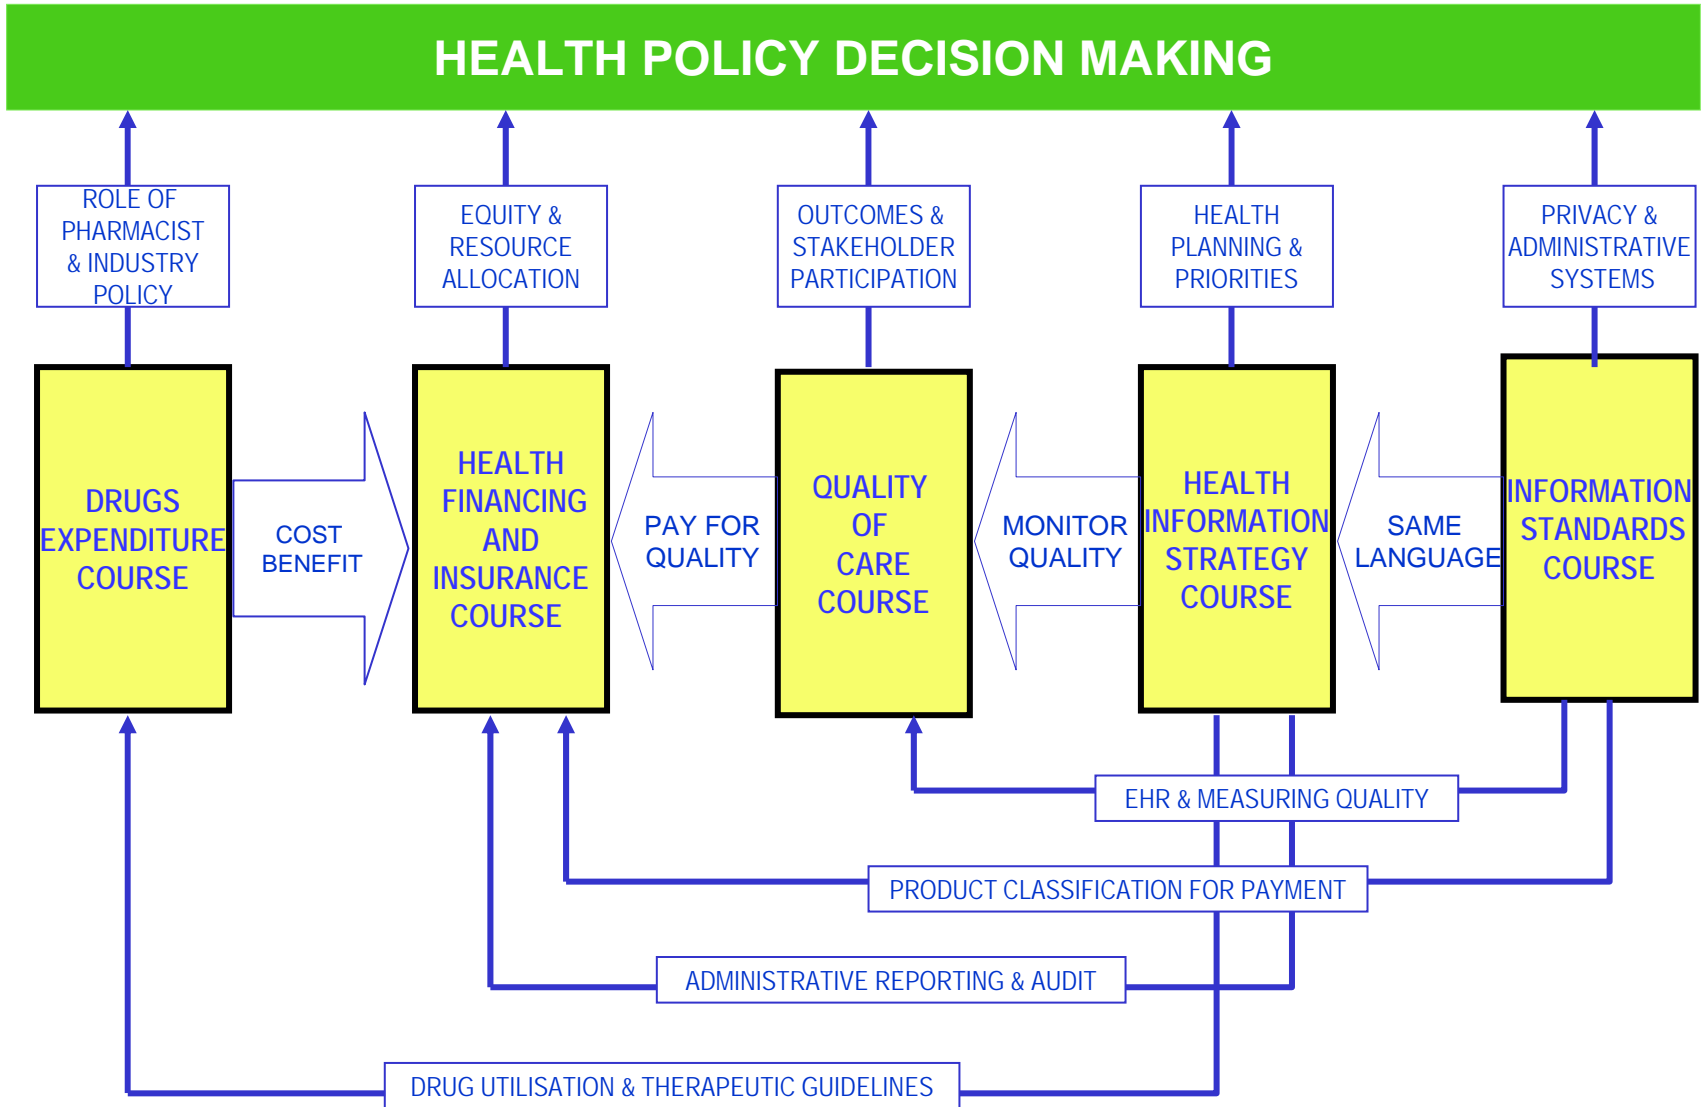 HEALTH POLICY DECISION MAKING
ROLE OF
PHARMACIST
& INDUSTRY
POLICY
EQUITY &
RESOURCE
ALLOCATION
OUTCOMES &
STAKEHOLDER
PARTICIPATION
HEALTH
PLANNING &
PRIORITIES
PRIVACY &
ADMINISTRATIVE
SYSTEMS
DRUGS
EXPENDITURE
COURSE
COST
BENEFIT
HEALTH
FINANCING
AND
INSURANCE
COURSE
PAY FOR
QUALITY
QUALITY
OF
CARE
COURSE
MONITOR
QUALITY
HEALTH
INFORMATION
STRATEGY
COURSE
SAME
LANGUAGE
INFORMATION
STANDARDS
COURSE
EHR & MEASURING QUALITY
PRODUCT CLASSIFICATION FOR PAYMENT
ADMINISTRATIVE REPORTING & AUDIT
DRUG UTILISATION & THERAPEUTIC GUIDELINES